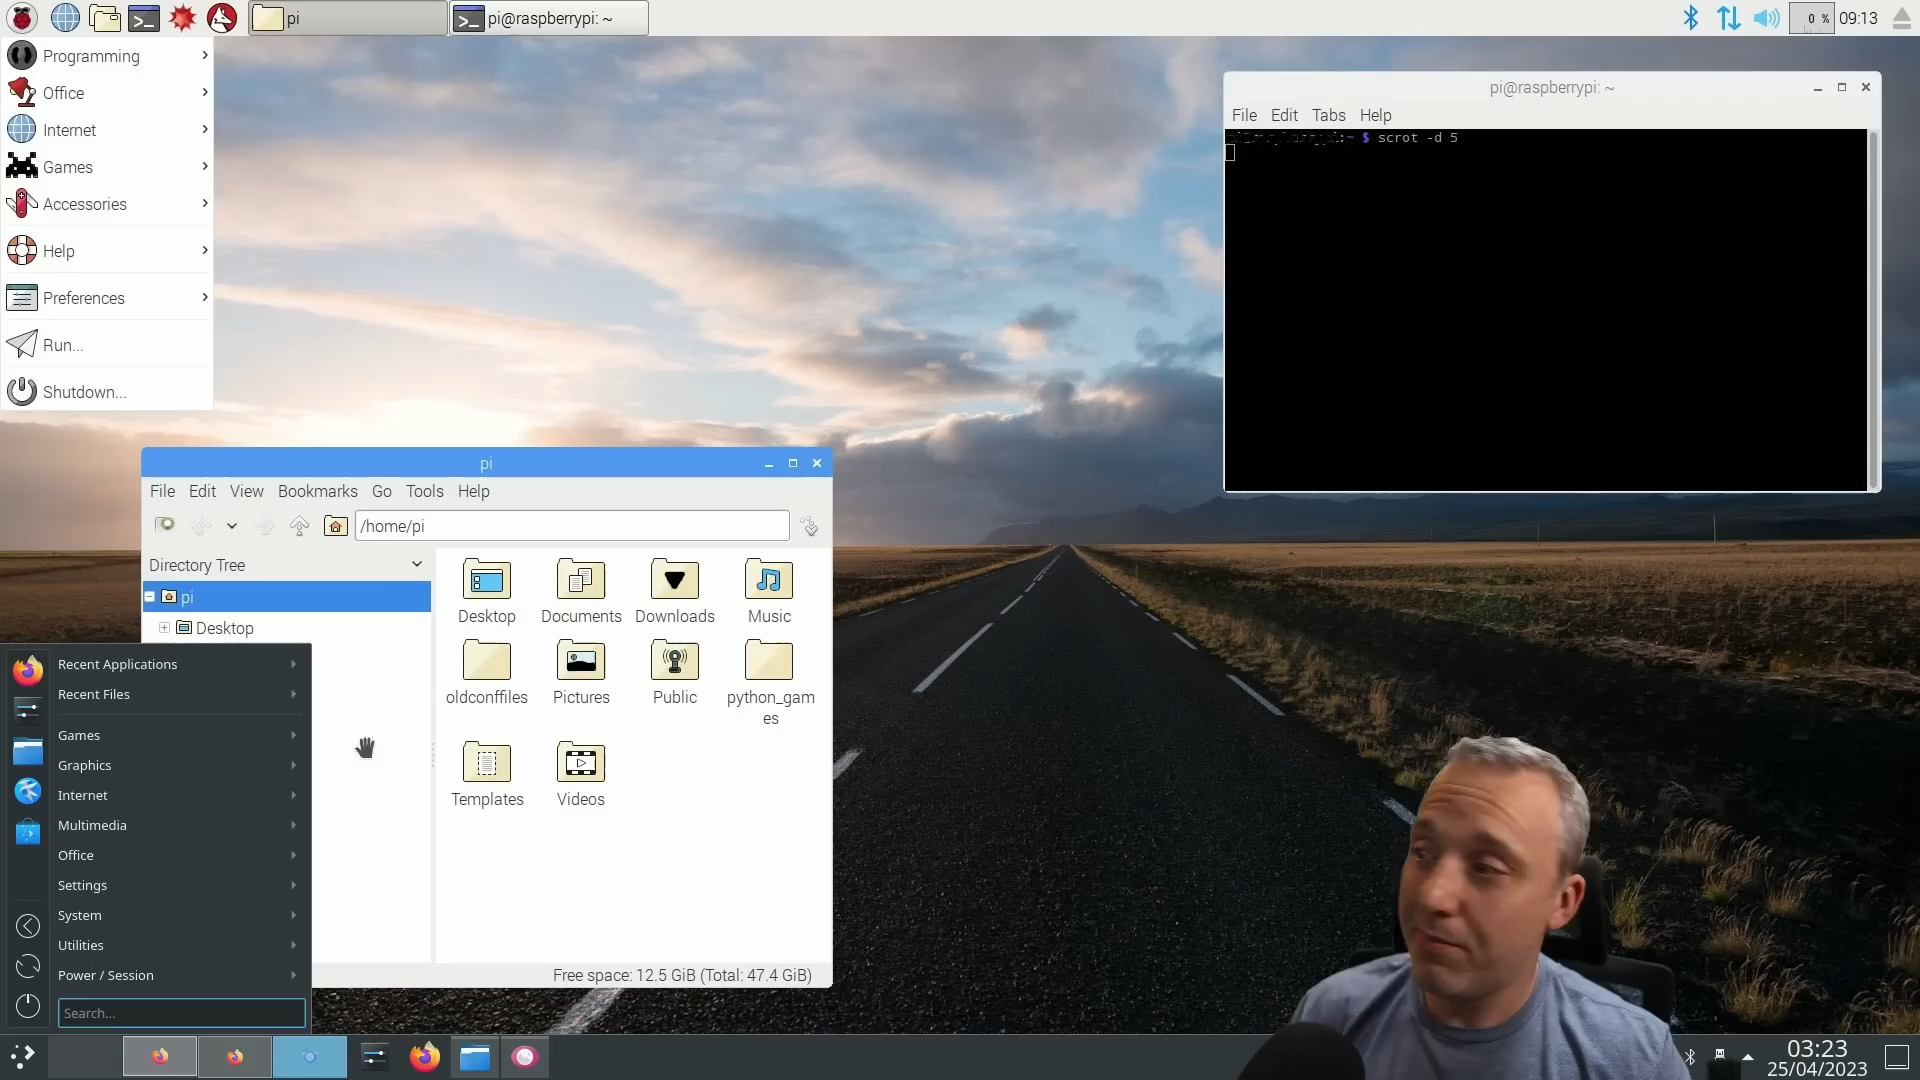 pi
pi@raspberrypi: ~
0 %
09:13
Programming
Office
Internet
Games
Accessories
Help
Preferences
Run...
Shutdown...
pi@raspberrypi: ~
File Edit Tabs Help
:~ $ scrot -d 5
pi
File Edit View Bookmarks Go Tools Help
/home/pi
Directory Tree
pi
Desktop
Desktop Documents Downloads Music
oldconffiles Pictures Public python_gam
es
Templates Videos
Free space: 12.5 GiB (Total: 47.4 GiB)
Recent Applications
Recent Files
Games
Graphics
Internet
Multimedia
Office
Settings
System
Utilities
Power / Session
Search...
03:23
25/04/2023